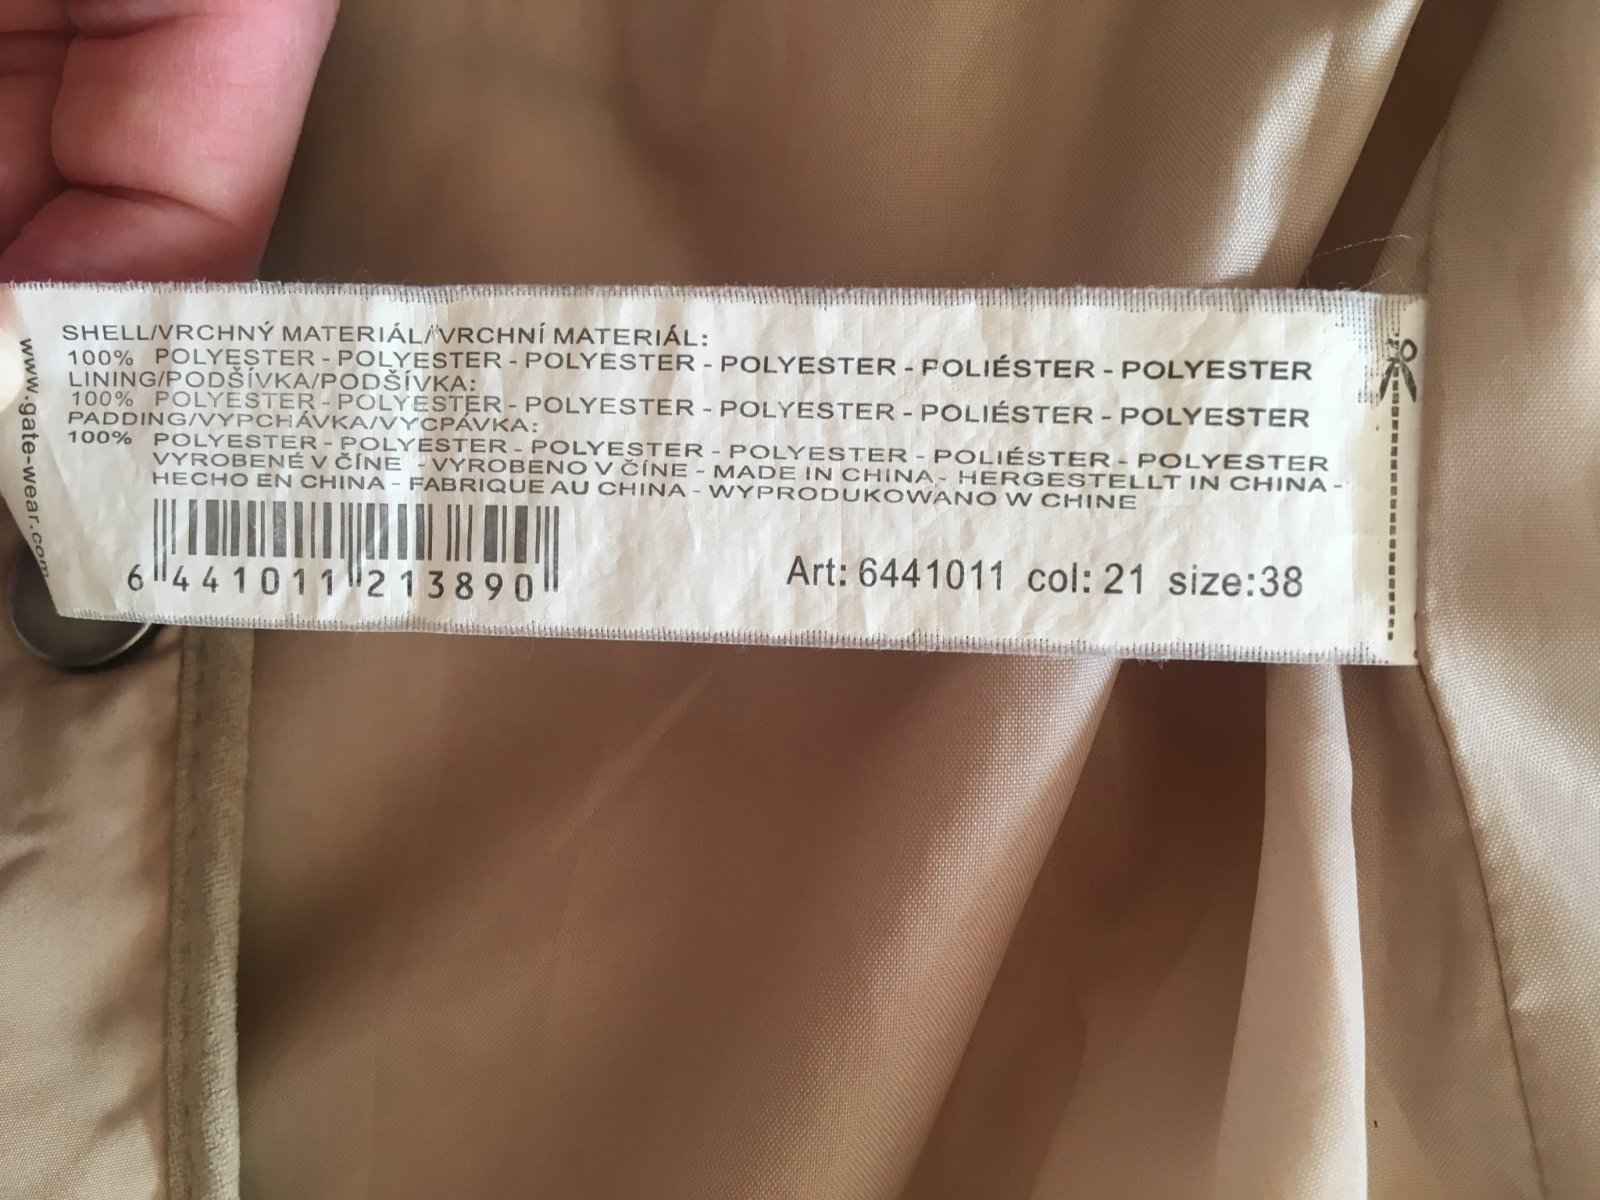 SHELL/VRCHNÝ MATERIÁL/VRCHNÍ MATERIÁL:
100% POLYESTER - POLYESTER - POLYESTER - POLYESTER - POLIÉSTER - POLYESTER
LINING/PODŠÍVKA/PODŠÍVKA:
100% POLYESTER - POLYESTER - POLYESTER - POLYESTER - POLIÉSTER - POLYESTER
PADDING/VYPCHÁVKA/VYCPÁVKA:
100% POLYESTER - POLYESTER - POLYESTER - POLYESTER - POLIÉSTER - POLYESTER
VYROBENÉ V ČÍNE - VYROBENO V ČÍNE - MADE IN CHINA - HERGESTELLT IN CHINA -
HECHO EN CHINA - FABRIQUE AU CHINA - WYPRODUKOWANO W CHINE
6 441011 213890
Art: 6441011 col: 21 size:38
www.gate-wear.com